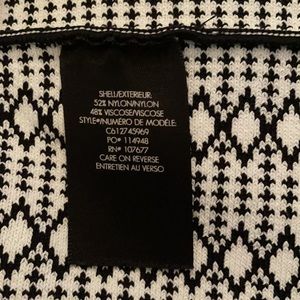 SHELL/EXTERIEUR:
52% NYLON/NYLON
48% VISCOSE/VISCOSE
STYLE#/NUMÉRO DE MODÈLE:
C612745969
PO# 114948
RN# 107677
CARE ON REVERSE
ENTRETIEN AU VERSO